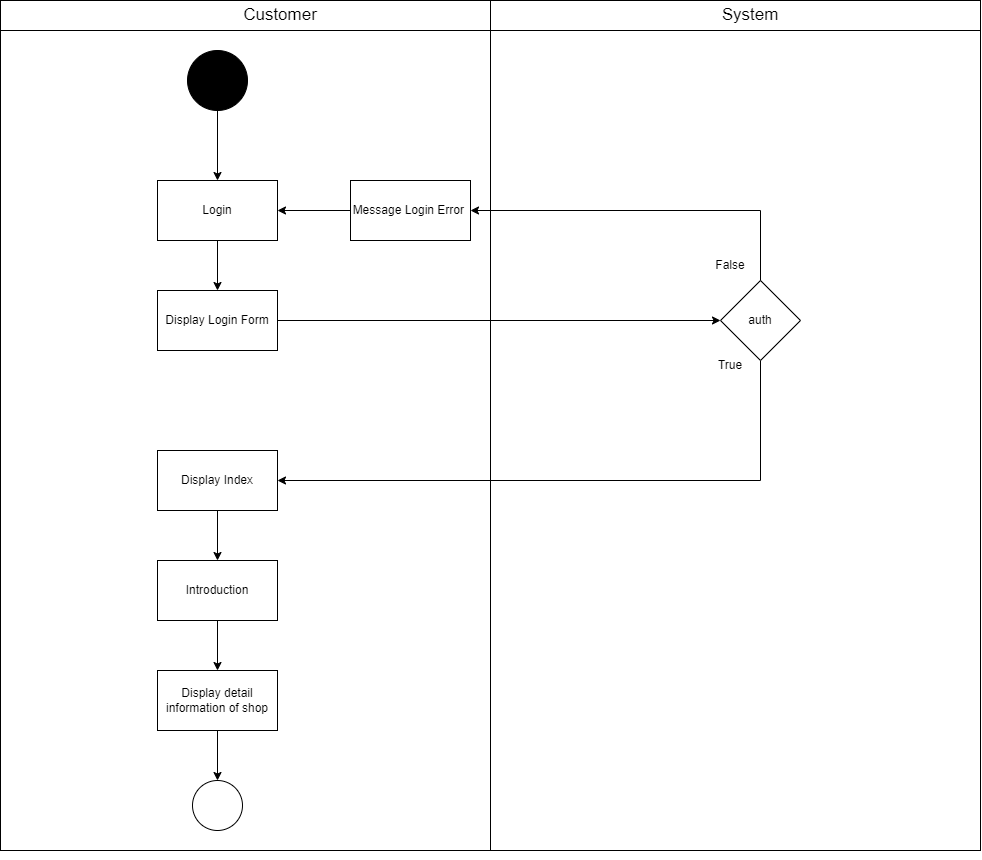 Customer
System
Login
Message Login Error
False
Display Login Form
auth
True
Display Index
Introduction
Display detail
information of shop